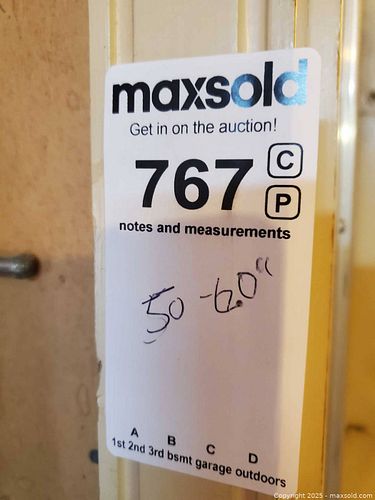 maxsold
Get in on the auction!
767 C
P
notes and measurements
50-60"
A B C D
1st 2nd 3rd bsmt garage outdoors
Copyright 2025 - maxsold.com